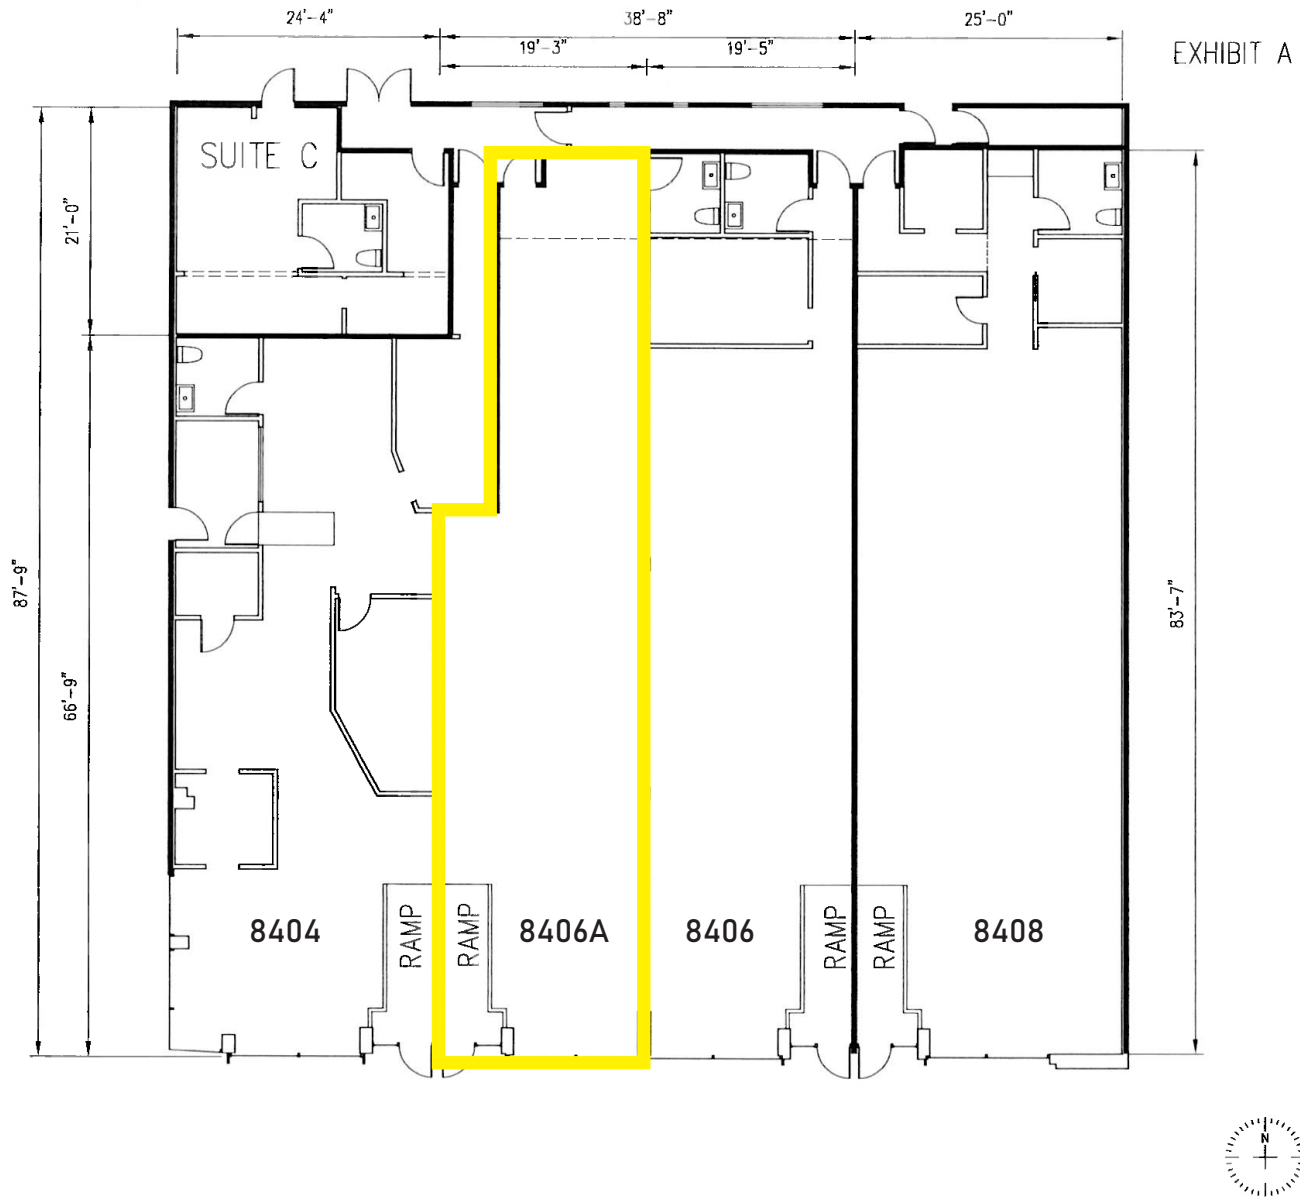 24'-4"
38'-8"
25'-0"
19'-3"
19'-5"
EXHIBIT A
SUITE C
21'-0"
87'-9"
66'-9"
83'-7"
RAMP
RAMP
RAMP
RAMP
8404
8406A
8406
8408
N